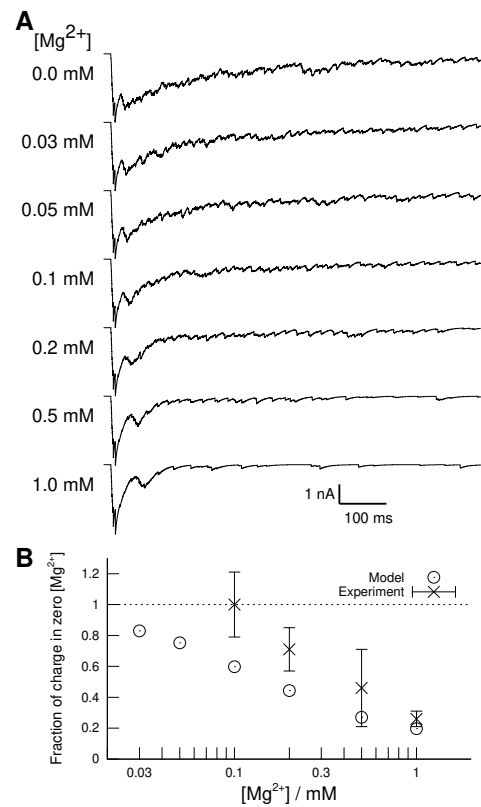 A
[Mg2+]
0.0 mM
0.03 mM
0.05 mM
0.1 mM
0.2 mM
0.5 mM
1.0 mM
1 nA
100 ms
B
Fraction of charge in zero [Mg2+]
1.2
1
0.8
0.6
0.4
0.2
0
Model
Experiment
0.03
0.1
0.3
1
[Mg2+] / mM